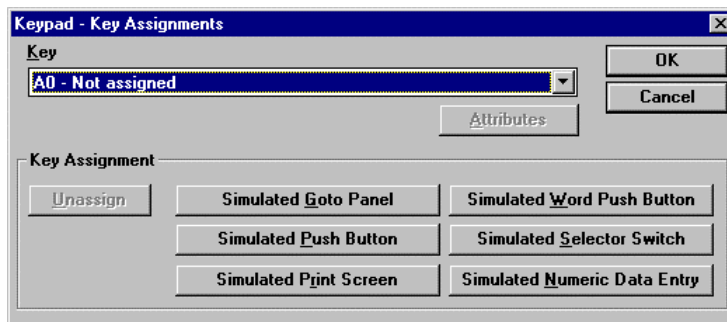 Keypad - Key Assignments
Key
A0 - Not assigned
OK
Cancel
Attributes
Key Assignment
Unassign
Simulated Goto Panel
Simulated Word Push Button
Simulated Push Button
Simulated Selector Switch
Simulated Print Screen
Simulated Numeric Data Entry